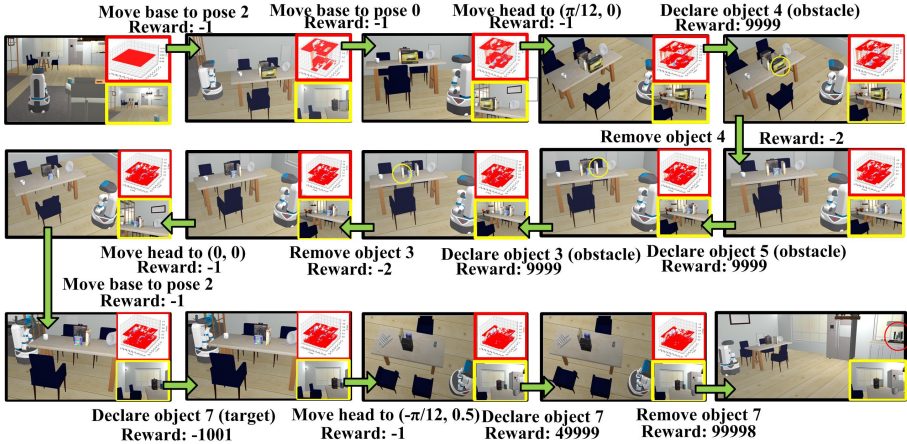 Move base to pose 2
Reward: -1
Move base to pose 0
Reward: -1
Move head to (π/12, 0)
Reward: -1
Declare object 4 (obstacle)
Reward: 9999
Remove object 4
Reward: -2
Move head to (0, 0)
Reward: -1
Remove object 3
Reward: -2
Declare object 3 (obstacle)
Reward: 9999
Declare object 5 (obstacle)
Reward: 9999
Move base to pose 2
Reward: -1
Declare object 7 (target)
Reward: -1001
Move head to (-π/12, 0.5)
Reward: -1
Declare object 7
Reward: 49999
Remove object 7
Reward: 99998